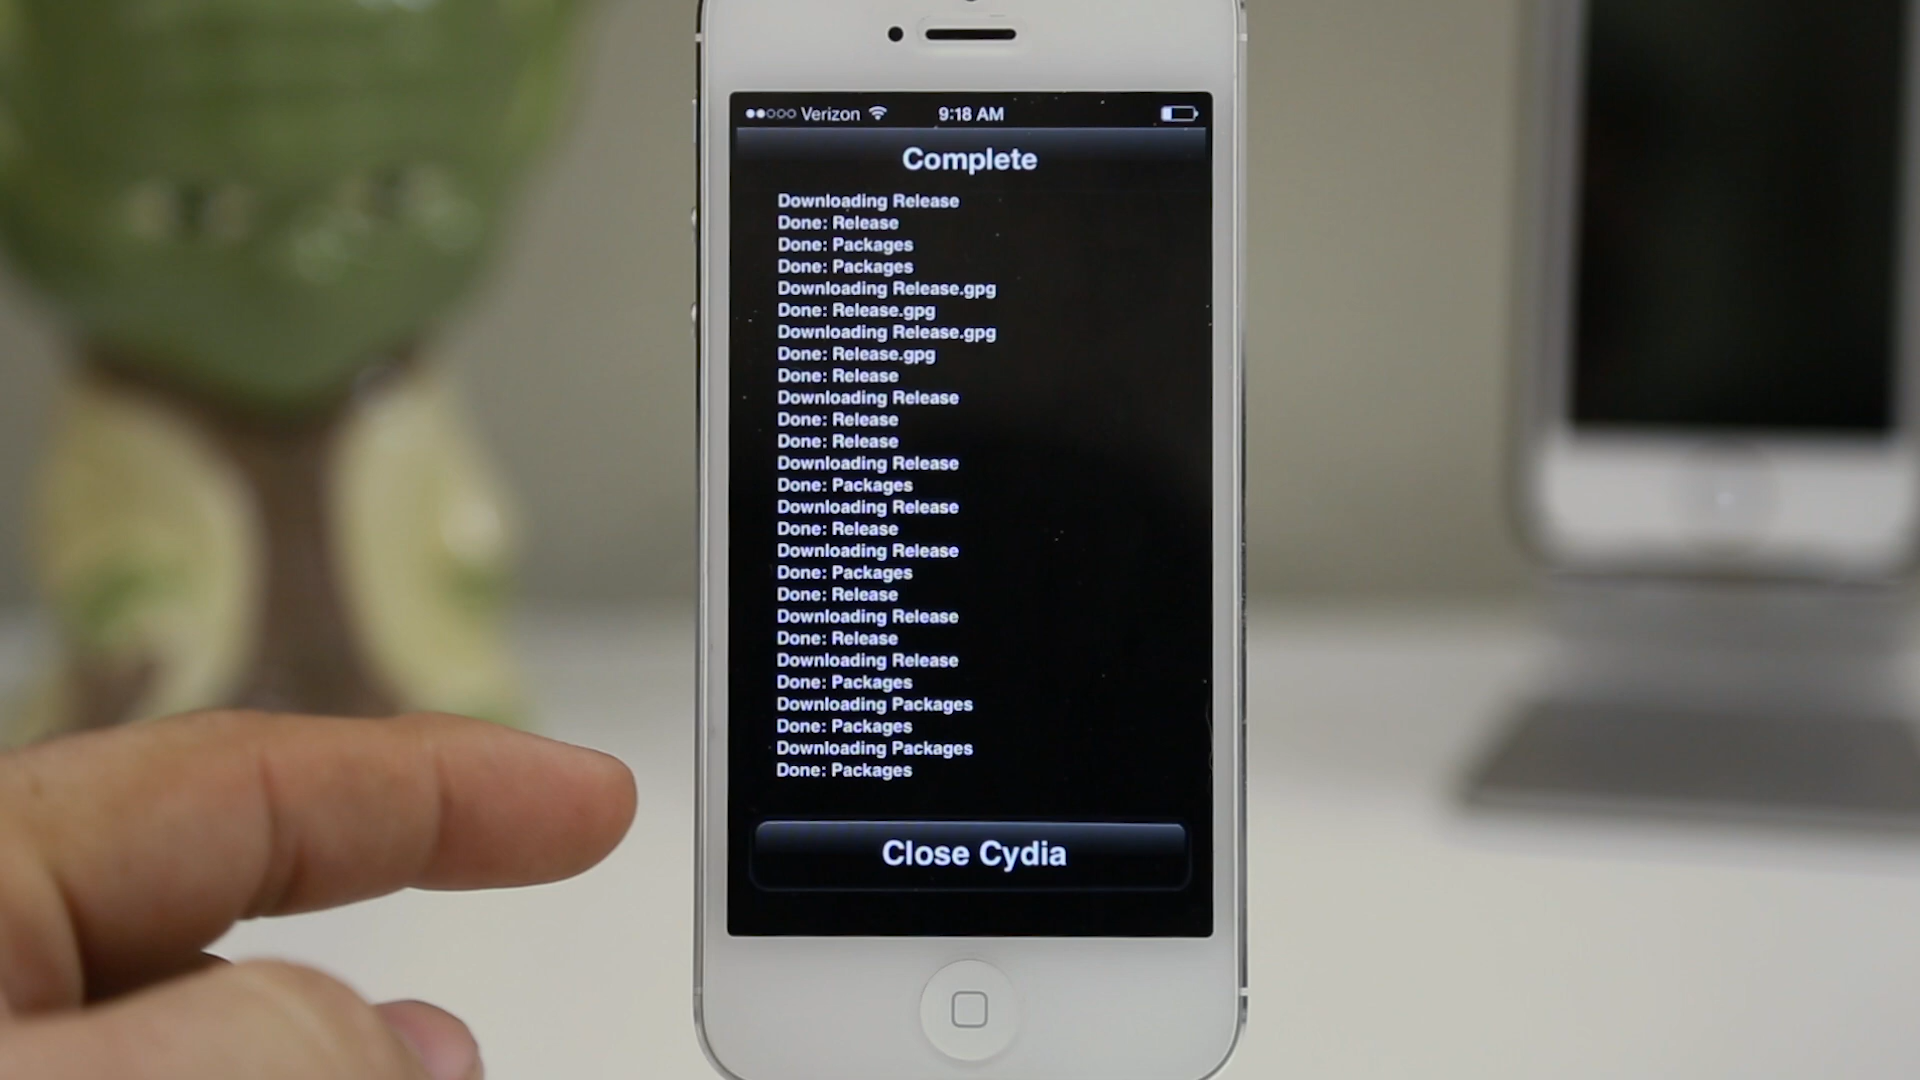 Verizon 9:18 AM
Complete
Downloading Release
Done: Release
Done: Packages
Done: Packages
Downloading Release.gpg
Done: Release.gpg
Downloading Release.gpg
Done: Release.gpg
Done: Release
Downloading Release
Done: Release
Done: Release
Downloading Release
Done: Packages
Downloading Release
Done: Release
Downloading Release
Done: Packages
Done: Release
Downloading Release
Done: Release
Downloading Release
Done: Packages
Downloading Packages
Done: Packages
Downloading Packages
Done: Packages
Close Cydia